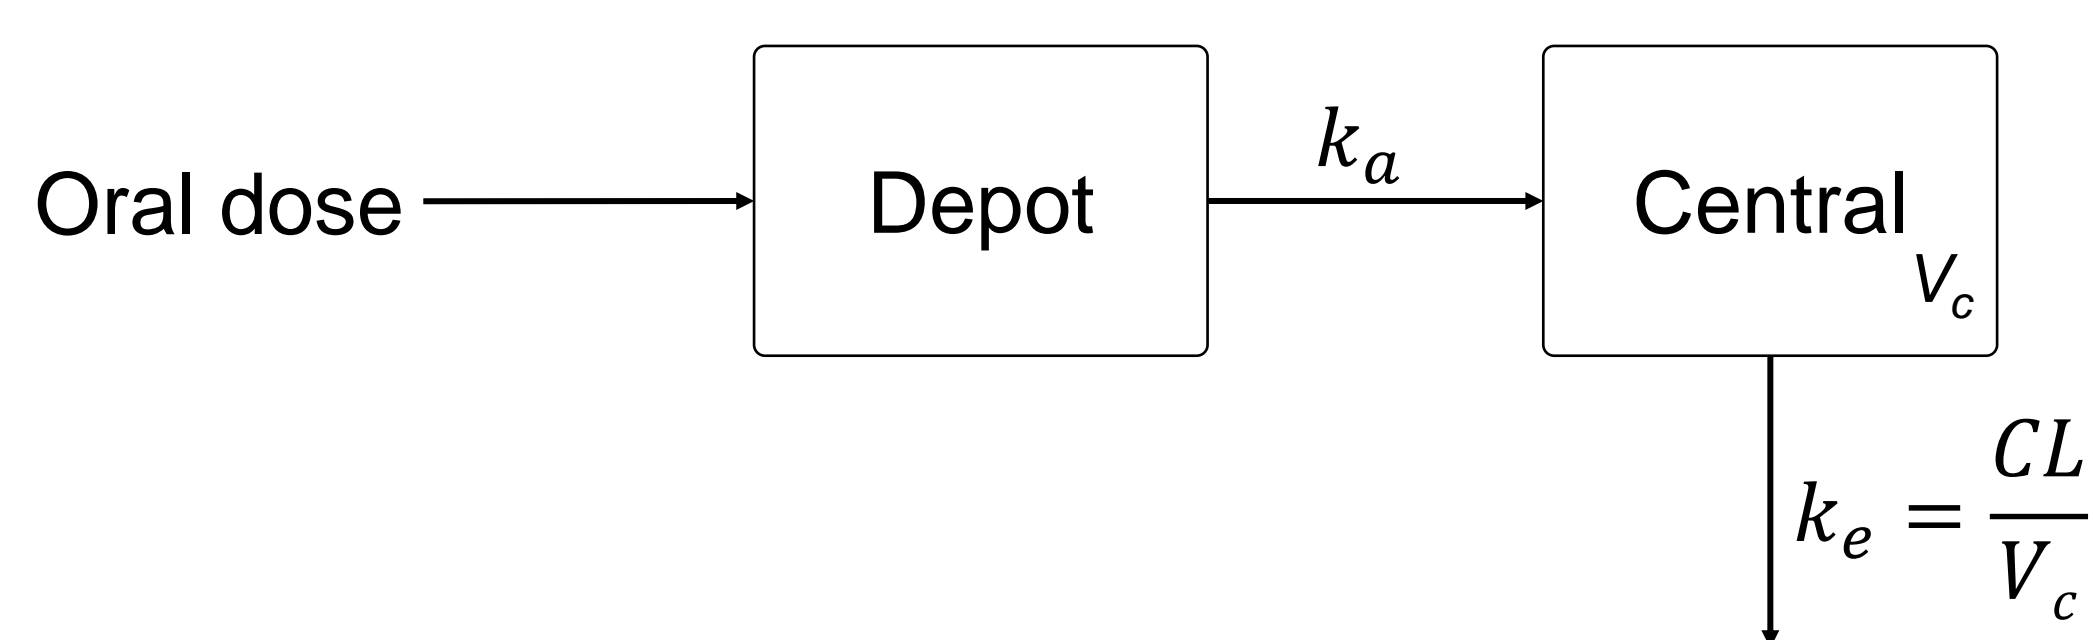 Oral dose
Depot
k_a
Central
V_c
k_e = CL/V_c